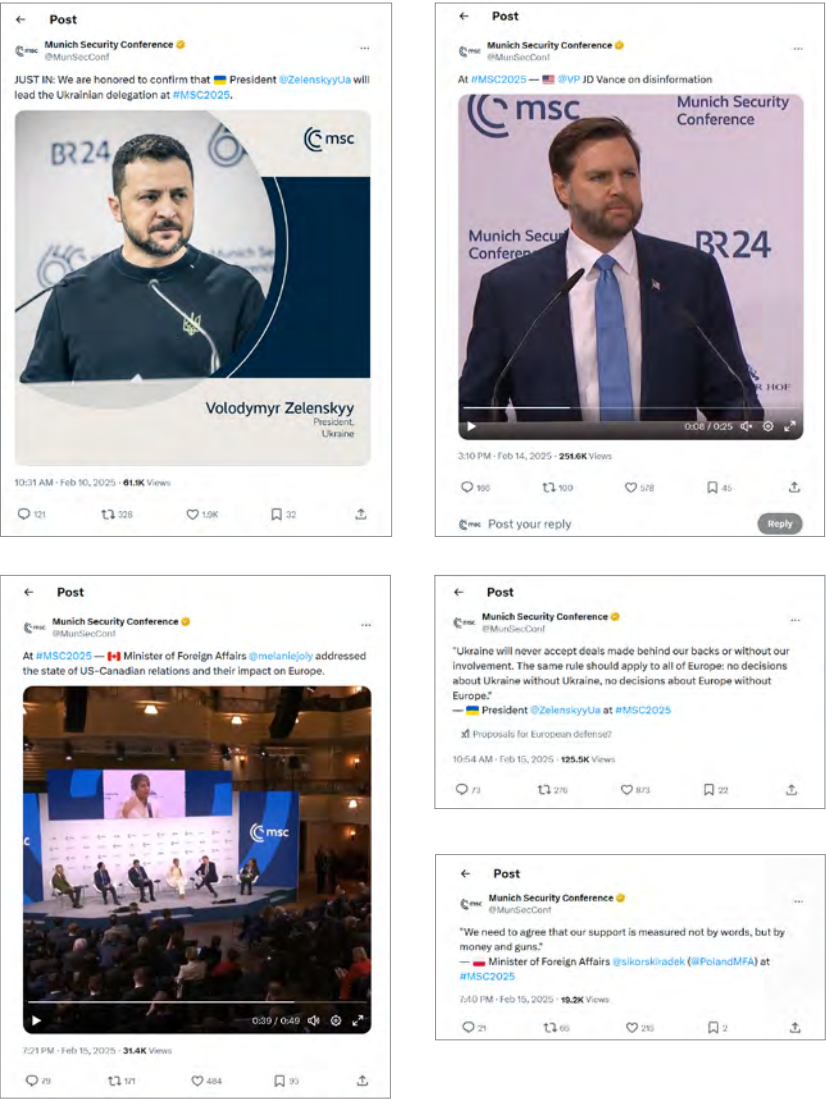 Post
msc
Munich Security Conference
@MunSecConf
JUST IN: We are honored to confirm that 🇺🇦 President @ZelenskyyUa will
lead the Ukrainian delegation at #MSC2025.
BR24
msc
Volodymyr Zelenskyy
President,
Ukraine
10:31 AM · Feb 10, 2025 · 61.1K Views
121 328 1.9K 32
Post
msc
Munich Security Conference
@MunSecConf
At #MSC2025 — 🇺🇸 @VP JD Vance on disinformation
msc
Munich Security
Conference
Munich
BR24
HOF
0:08 / 0:25
3:10 PM · Feb 14, 2025 · 251.6K Views
166 100 578 45
msc Post your reply
Reply
Post
msc
Munich Security Conference
@MunSecConf
At #MSC2025 — 🇨🇦 Minister of Foreign Affairs @melaniejoly addressed
the state of US-Canadian relations and their impact on Europe.
msc
0:39 / 0:49
7:21 PM · Feb 15, 2025 · 31.4K Views
79 171 484 93
Post
msc
Munich Security Conference
@MunSecConf
"Ukraine will never accept deals made behind our backs or without our
involvement. The same rule should apply to all of Europe: no decisions
about Ukraine without Ukraine, no decisions about Europe without
Europe."
— 🇺🇦 President @ZelenskyyUa at #MSC2025
Proposals for European defense?
10:54 AM · Feb 15, 2025 · 125.5K Views
73 276 873 22
Post
msc
Munich Security Conference
@MunSecConf
"We need to agree that our support is measured not by words, but by
money and guns."
— 🇵🇱 Minister of Foreign Affairs @sikorskiradek (@PolandMFA) at
#MSC2025
7:40 PM · Feb 15, 2025 · 19.2K Views
21 65 215 2